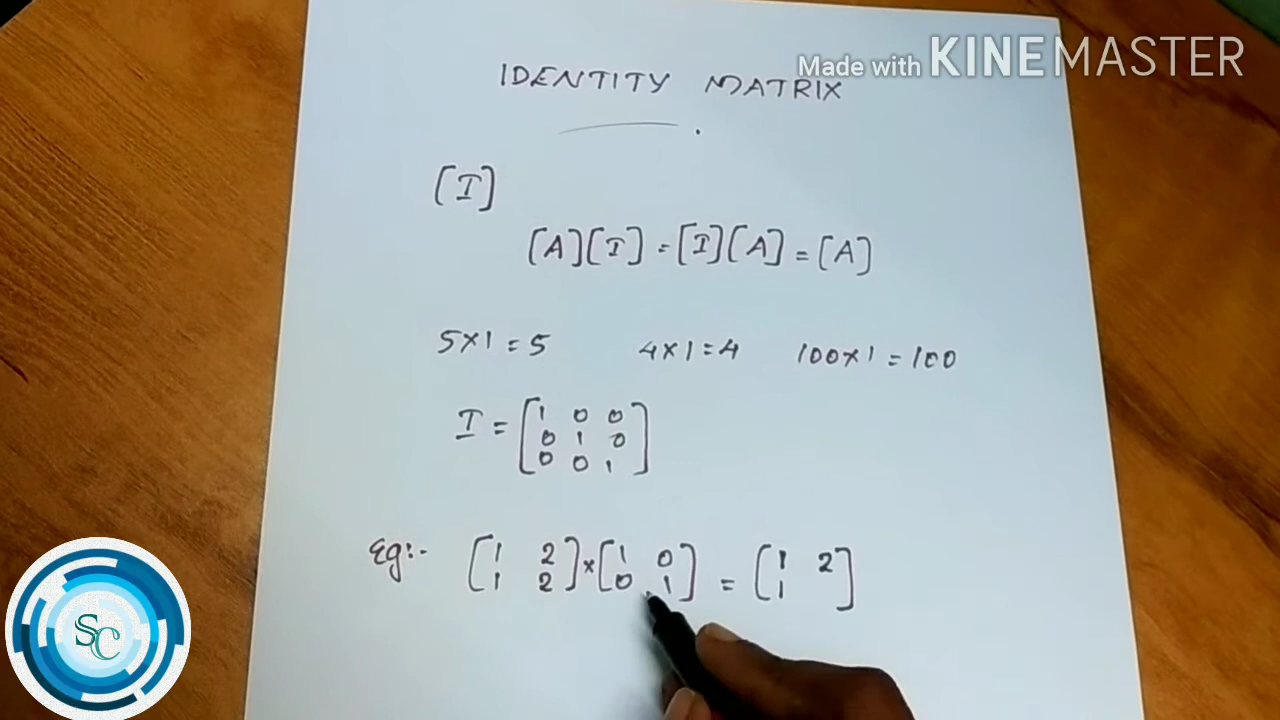 Made with KINEMASTER
IDENTITY MATRIX
[I]
[A][I] = [I][A] = [A]
5×1=5 4×1=4 100×1=100
I = [1 0 0
0 1 0
0 0 1]
Eg:- [1 2 × [1 0 = [1 2
1 2] 0 1] 1 ]
SC